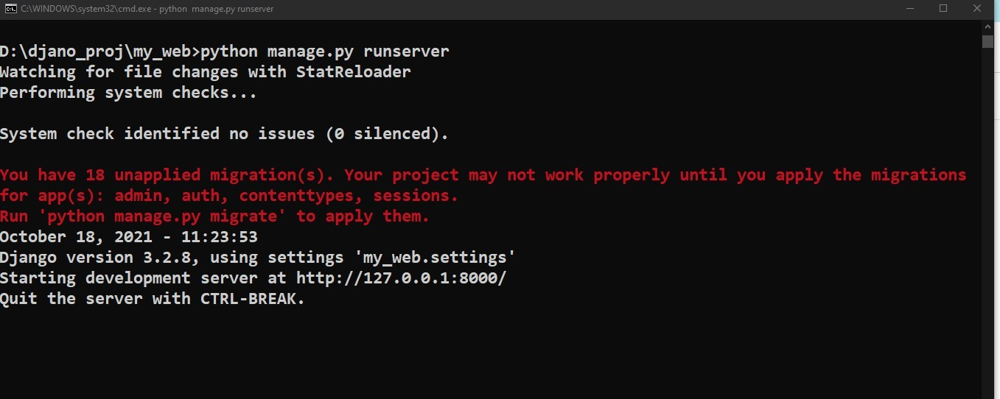 C:\WINDOWS\system32\cmd.exe - python  manage.py runserver
D:\djano_proj\my_web>python manage.py runserver
Watching for file changes with StatReloader
Performing system checks...
System check identified no issues (0 silenced).
You have 18 unapplied migration(s). Your project may not work properly until you apply the migrations
for app(s): admin, auth, contenttypes, sessions.
Run 'python manage.py migrate' to apply them.
October 18, 2021 - 11:23:53
Django version 3.2.8, using settings 'my_web.settings'
Starting development server at http://127.0.0.1:8000/
Quit the server with CTRL-BREAK.